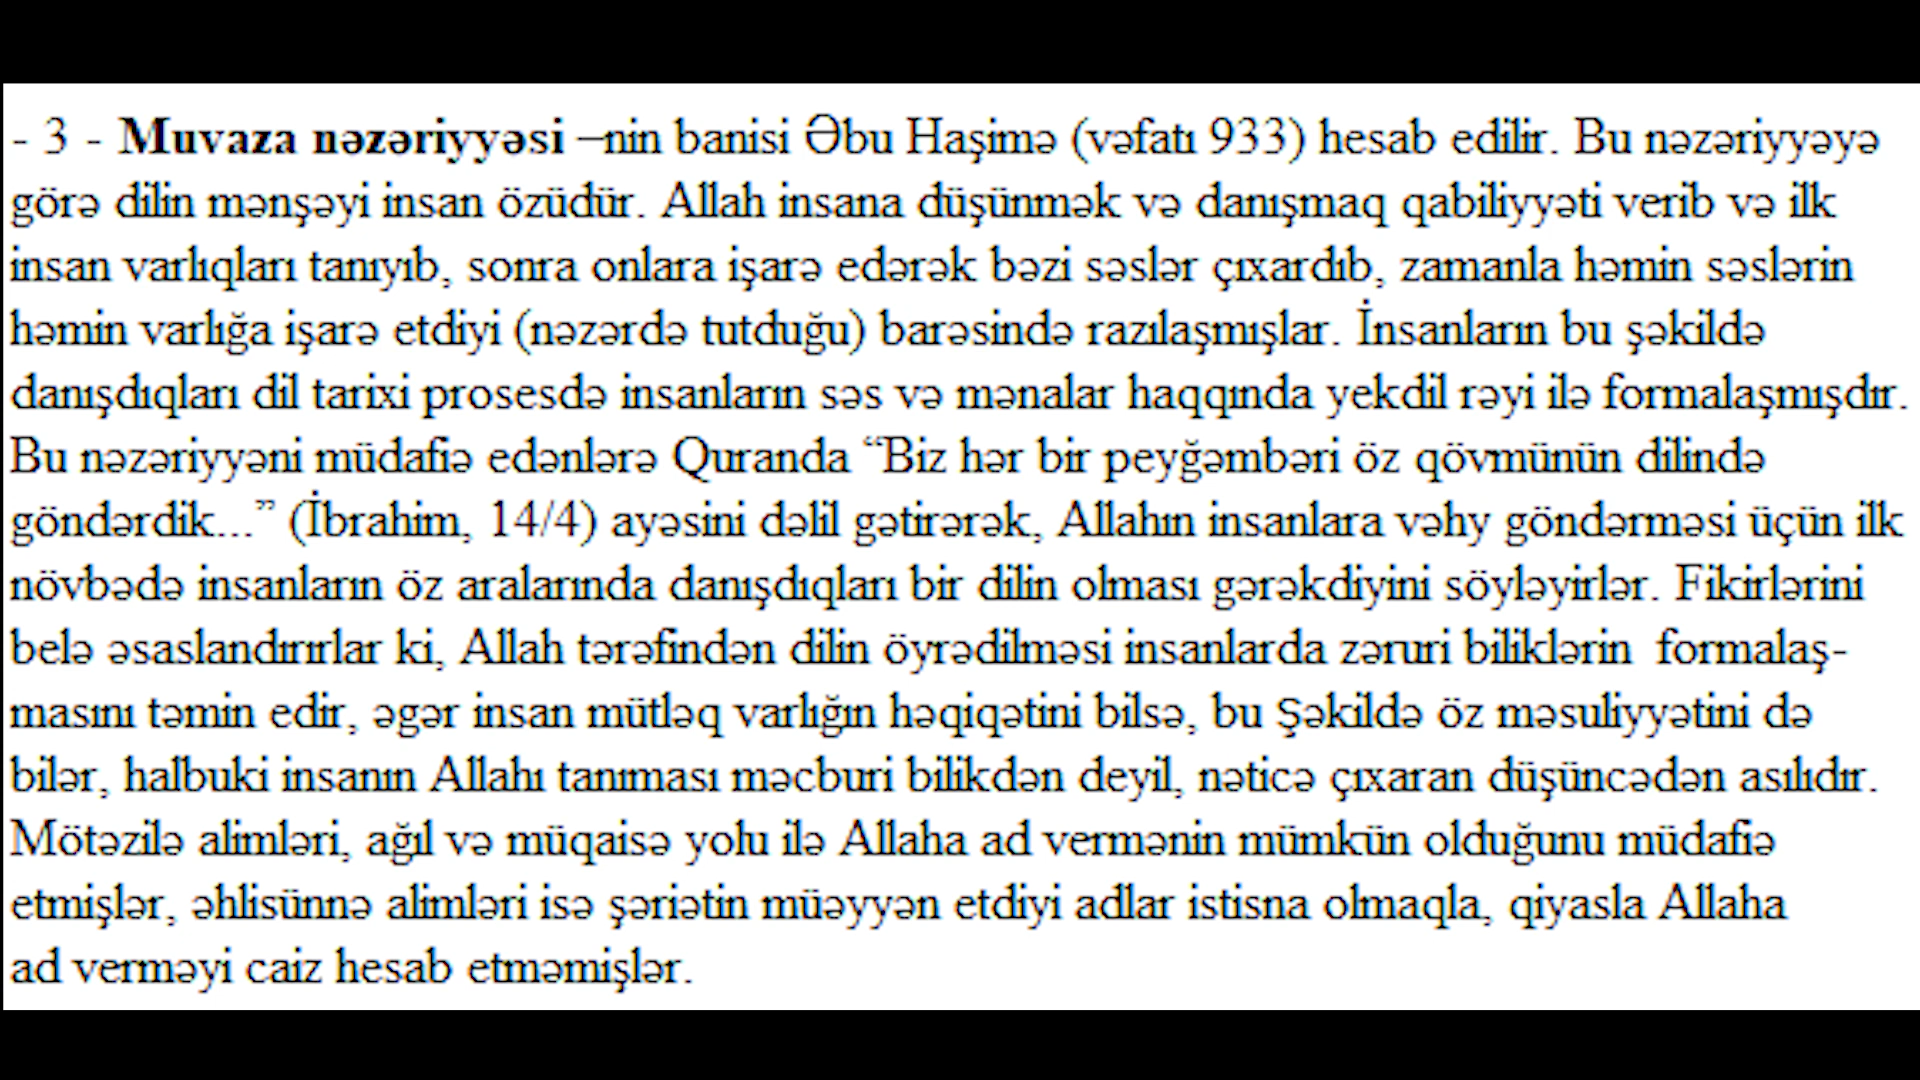 - 3 - Muvaza nəzəriyyəsi –nin banisi Əbu Haşimə (vəfatı 933) hesab edilir. Bu nəzəriyyəyə
görə dilin mənşəyi insan özüdür. Allah insana düşünmək və danışmaq qabiliyyəti verib və ilk
insan varlıqları tanıyıb, sonra onlara işarə edərək bəzi səslər çıxardıb, zamanla həmin səslərin
həmin varlığa işarə etdiyi (nəzərdə tutduğu) barəsində razılaşmışlar. İnsanların bu şəkildə
danışdıqları dil tarixi prosesdə insanların səs və mənalar haqqında yekdil rəyi ilə formalaşmışdır.
Bu nəzəriyyəni müdafiə edənlərə Quranda “Biz hər bir peyğəmbəri öz qövmünün dilində
göndərdik...” (İbrahim, 14/4) ayəsini dəlil gətirərək, Allahın insanlara vəhy göndərməsi üçün ilk
növbədə insanların öz aralarında danışdıqları bir dilin olması gərəkdiyini söyləyirlər. Fikirlərini
belə əsaslandırırlar ki, Allah tərəfindən dilin öyrədilməsi insanlarda zəruri biliklərin formalaş-
masını təmin edir, əgər insan mütləq varlığın həqiqətini bilsə, bu Şəkildə öz məsuliyyətini də
bilər, halbuki insanın Allahı tanıması məcburi bilikdən deyil, nəticə çıxaran düşüncədən asılıdır.
Mötəzilə alimləri, ağıl və müqaisə yolu ilə Allaha ad vermənin mümkün olduğunu müdafiə
etmişlər, əhlisünnə alimləri isə şəriətin müəyyən etdiyi adlar istisna olmaqla, qiyasla Allaha
ad verməyi caiz hesab etməmişlər.